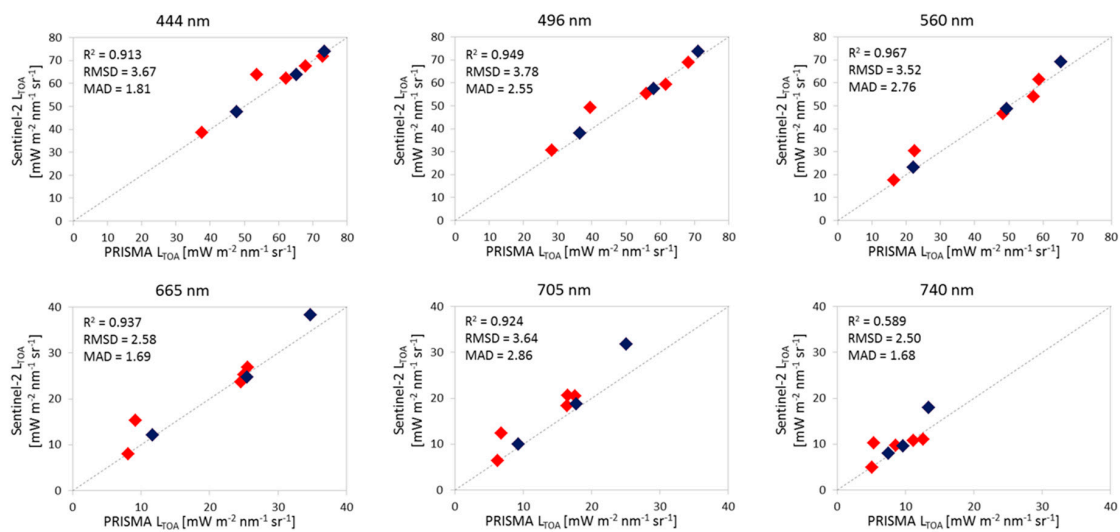 444 nm
R² = 0.913
RMSD = 3.67
MAD = 1.81
Sentinel-2 L_TOA
[mW m⁻² nm⁻¹ sr⁻¹]
80
70
60
50
40
30
20
10
0
0 10 20 30 40 50 60 70 80
PRISMA L_TOA [mW m⁻² nm⁻¹ sr⁻¹]
496 nm
R² = 0.949
RMSD = 3.78
MAD = 2.55
Sentinel-2 L_TOA
[mW m⁻² nm⁻¹ sr⁻¹]
80
70
60
50
40
30
20
10
0
0 10 20 30 40 50 60 70 80
PRISMA L_TOA [mW m⁻² nm⁻¹ sr⁻¹]
560 nm
R² = 0.967
RMSD = 3.52
MAD = 2.76
Sentinel-2 L_TOA
[mW m⁻² nm⁻¹ sr⁻¹]
80
70
60
50
40
30
20
10
0
0 10 20 30 40 50 60 70 80
PRISMA L_TOA [mW m⁻² nm⁻¹ sr⁻¹]
665 nm
R² = 0.937
RMSD = 2.58
MAD = 1.69
Sentinel-2 L_TOA
[mW m⁻² nm⁻¹ sr⁻¹]
40
30
20
10
0
0 10 20 30 40
PRISMA L_TOA [mW m⁻² nm⁻¹ sr⁻¹]
705 nm
R² = 0.924
RMSD = 3.64
MAD = 2.86
Sentinel-2 L_TOA
[mW m⁻² nm⁻¹ sr⁻¹]
40
30
20
10
0
0 10 20 30 40
PRISMA L_TOA [mW m⁻² nm⁻¹ sr⁻¹]
740 nm
R² = 0.589
RMSD = 2.50
MAD = 1.68
Sentinel-2 L_TOA
[mW m⁻² nm⁻¹ sr⁻¹]
40
30
20
10
0
0 10 20 30 40
PRISMA L_TOA [mW m⁻² nm⁻¹ sr⁻¹]